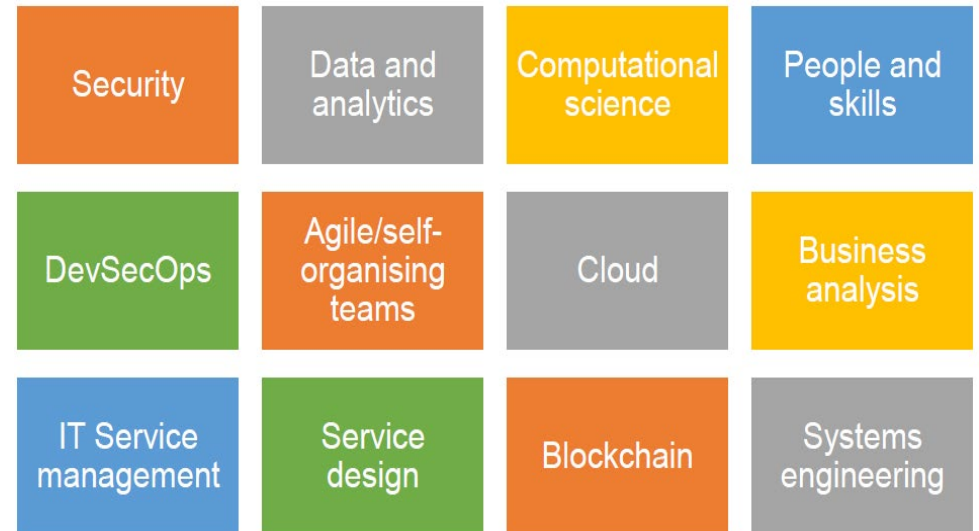 Security
Data and
analytics
Computational
science
People and
skills
DevSecOps
Agile/self-
organising
teams
Cloud
Business
analysis
IT Service
management
Service
design
Blockchain
Systems
engineering